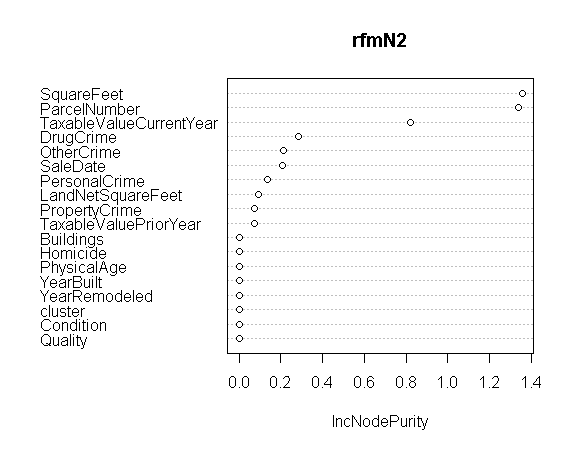 rfmN2
SquareFeet
ParcelNumber
TaxableValueCurrentYear
DrugCrime
OtherCrime
SaleDate
PersonalCrime
LandNetSquareFeet
PropertyCrime
TaxableValuePriorYear
Buildings
Homicide
PhysicalAge
YearBuilt
YearRemodeled
cluster
Condition
Quality
0.0 0.2 0.4 0.6 0.8 1.0 1.2 1.4
IncNodePurity